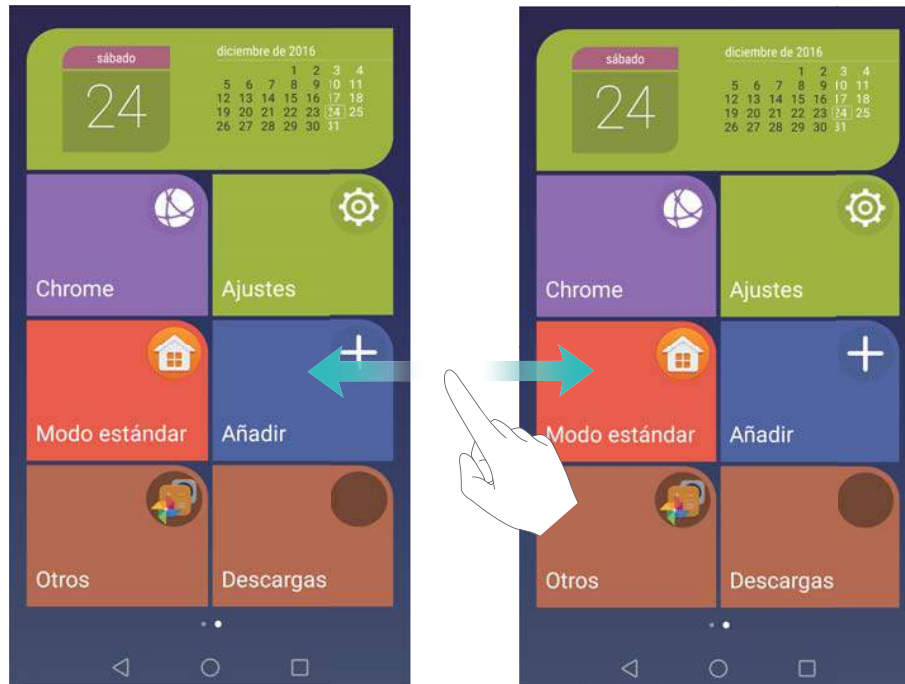 sábado
24
diciembre de 2016
1 2 3 4
5 6 7 8 9 10 11
12 13 14 15 16 17 18
19 20 21 22 23 24 25
26 27 28 29 30 31
Chrome
Ajustes
Modo estándar
Añadir
Otros
Descargas
sábado
24
diciembre de 2016
1 2 3 4
5 6 7 8 9 10 11
12 13 14 15 16 17 18
19 20 21 22 23 24 25
26 27 28 29 30 31
Chrome
Ajustes
Modo estándar
Añadir
Otros
Descargas